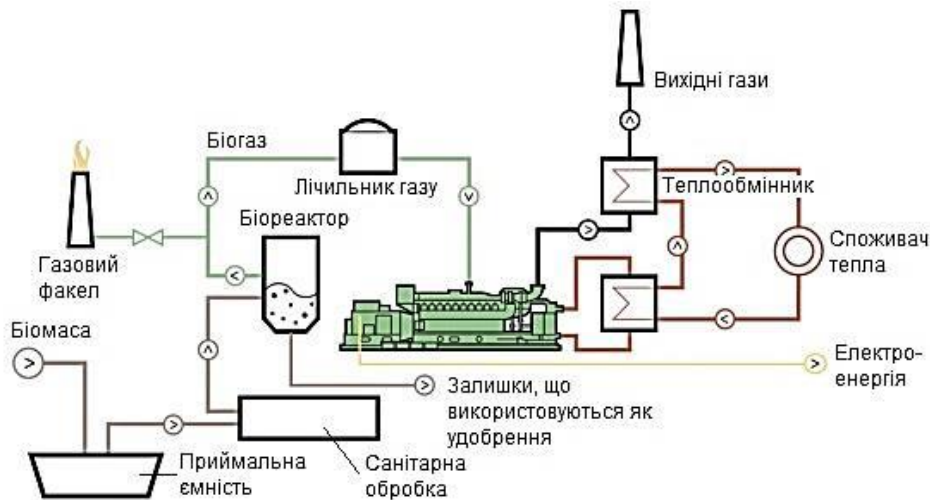 Вихідні гази
Біогаз
Лічильник газу
Теплообмінник
Біореактор
Газовий
факел
Споживач
тепла
Біомаса
Електро-
енергія
Залишки, що
використовуються як
удобрення
Приймальна
ємність
Санітарна
обробка